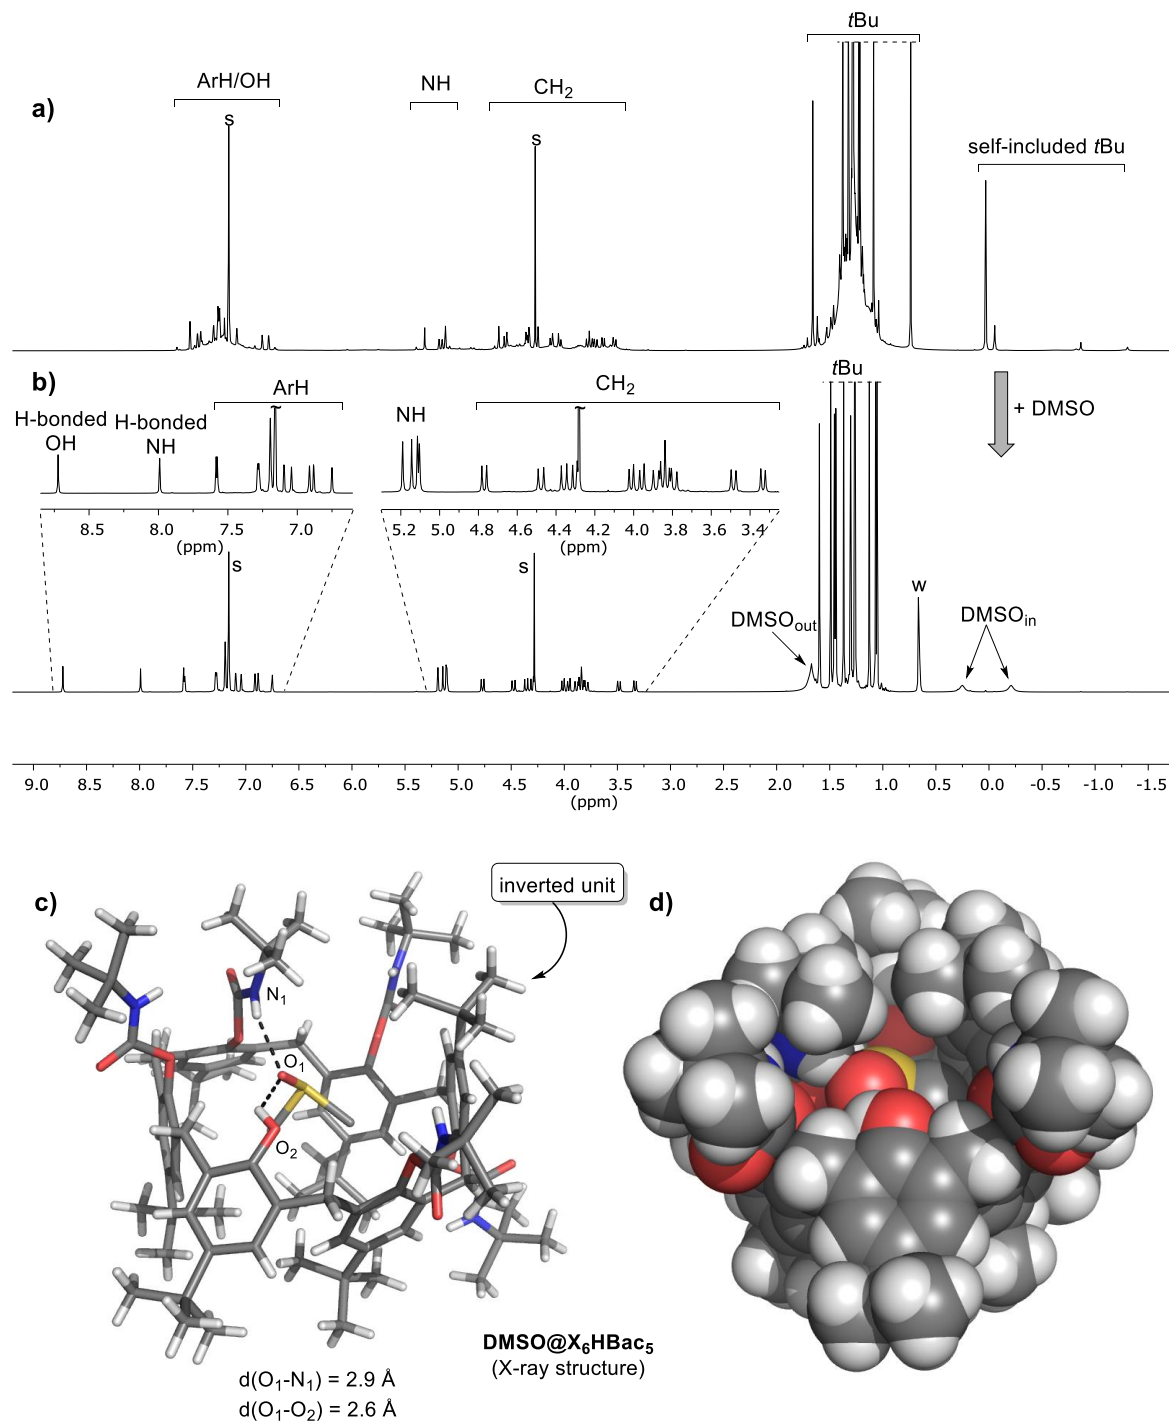 tBu
ArH/OH
NH
CH2
a)
s
s
self-included tBu
b)
ArH
CH2
tBu
+ DMSO
H-bonded
OH
H-bonded
NH
NH
8.5 7.5 7.0
(ppm)
5.2 5.0 4.8 4.6 4.4 4.2 4.0 3.8 3.6 3.4
(ppm)
s
s
w
DMSOout
DMSOin
9.0 8.5 8.0 7.5 7.0 6.5 6.0 5.5 5.0 4.5 4.0 3.5 3.0 2.5 2.0 1.5 1.0 0.5 0.0 -0.5 -1.0 -1.5
(ppm)
inverted unit
c)
d)
N1
O1
O2
DMSO@X6HBac5
(X-ray structure)
d(O1-N1) = 2.9 Å
d(O1-O2) = 2.6 Å